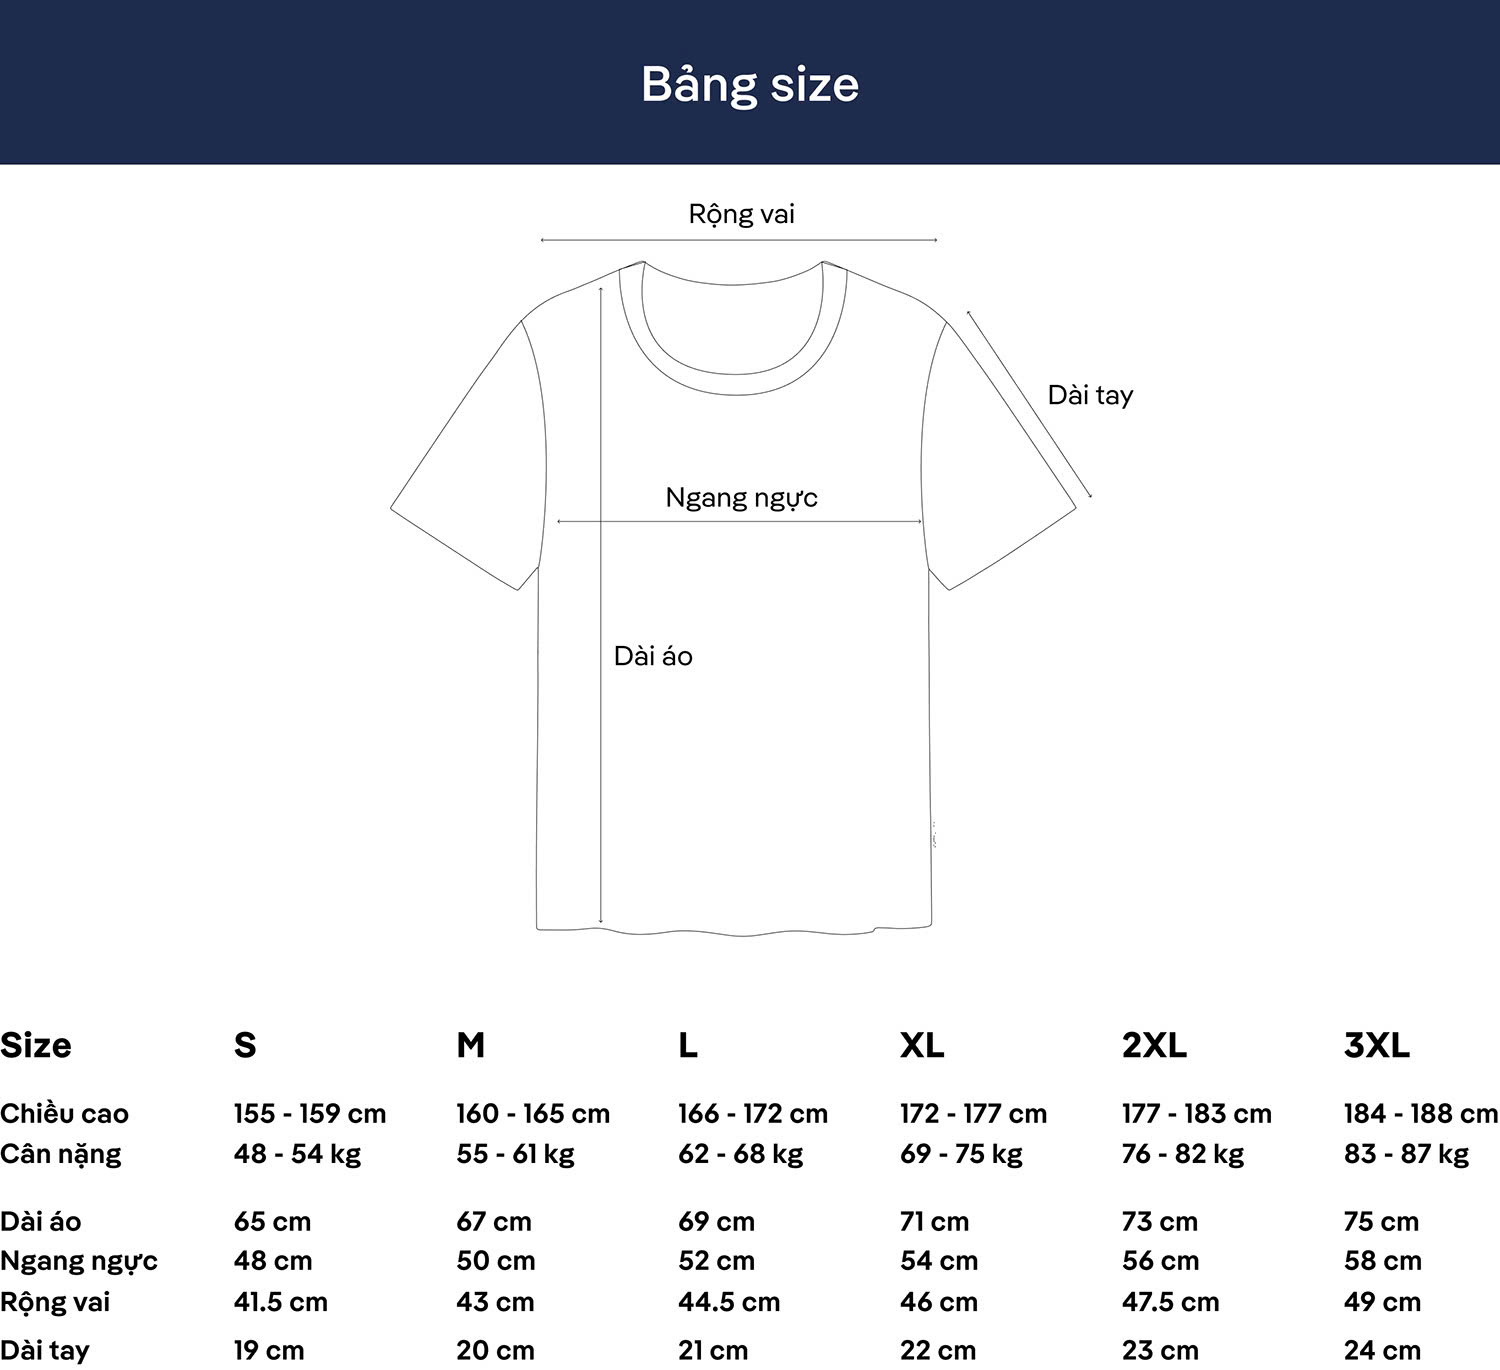 Bảng size
Rộng vai
Dài tay
Ngang ngực
Dài áo
Size S M L XL 2XL 3XL
Chiều cao 155 - 159 cm 160 - 165 cm 166 - 172 cm 172 - 177 cm 177 - 183 cm 184 - 188 cm
Cân nặng 48 - 54 kg 55 - 61 kg 62 - 68 kg 69 - 75 kg 76 - 82 kg 83 - 87 kg
Dài áo 65 cm 67 cm 69 cm 71 cm 73 cm 75 cm
Ngang ngực 48 cm 50 cm 52 cm 54 cm 56 cm 58 cm
Rộng vai 41.5 cm 43 cm 44.5 cm 46 cm 47.5 cm 49 cm
Dài tay 19 cm 20 cm 21 cm 22 cm 23 cm 24 cm